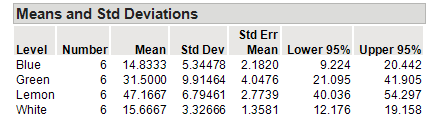 Means and Std Deviations
Std Err
Level Number Mean Std Dev Mean Lower 95% Upper 95%
Blue 6 14.8333 5.34478 2.1820 9.224 20.442
Green 6 31.5000 9.91464 4.0476 21.095 41.905
Lemon 6 47.1667 6.79461 2.7739 40.036 54.297
White 6 15.6667 3.32666 1.3581 12.176 19.158